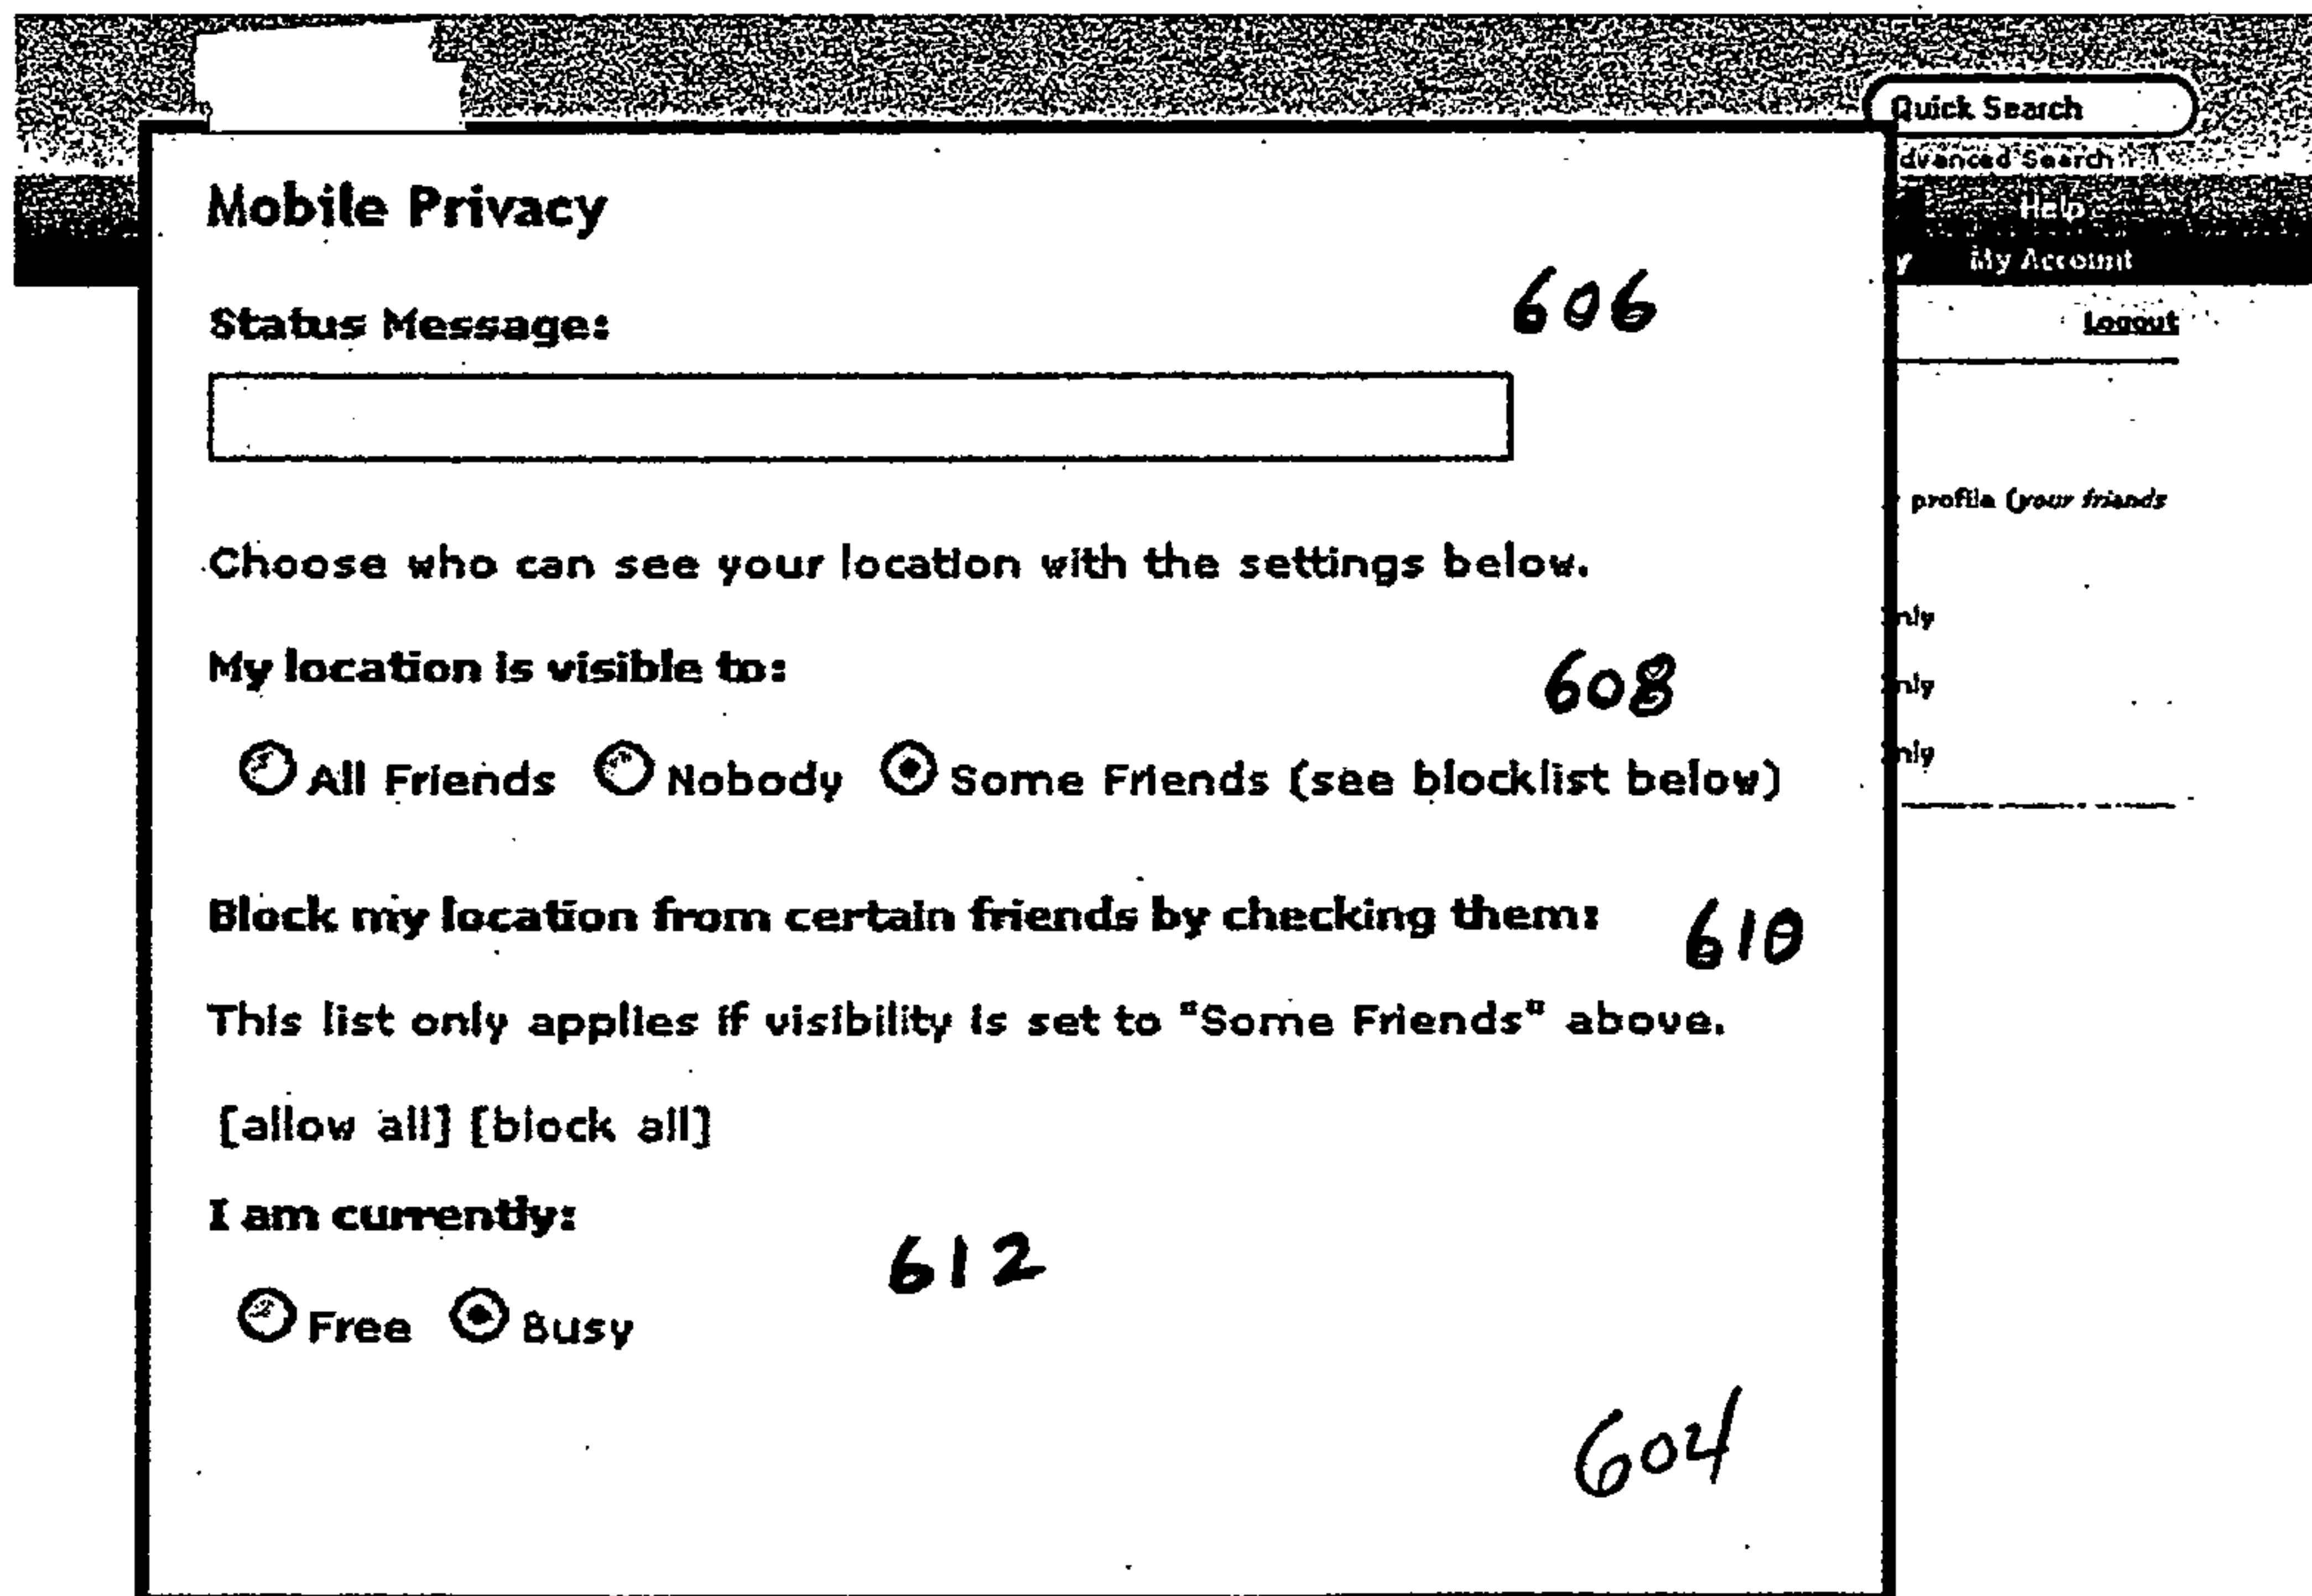 Quick Search
dvanced Search
Help
y My Account
Logout
Mobile Privacy
606
Status Message:
profile (your friends
Choose who can see your location with the settings below.
nly
My location is visible to:
608
nly
All Friends Nobody Some Friends (see blocklist below)
nly
Block my location from certain friends by checking them:
610
This list only applies if visibility is set to "Some Friends" above.
[allow all] [block all]
I am currently:
612
Free Busy
604